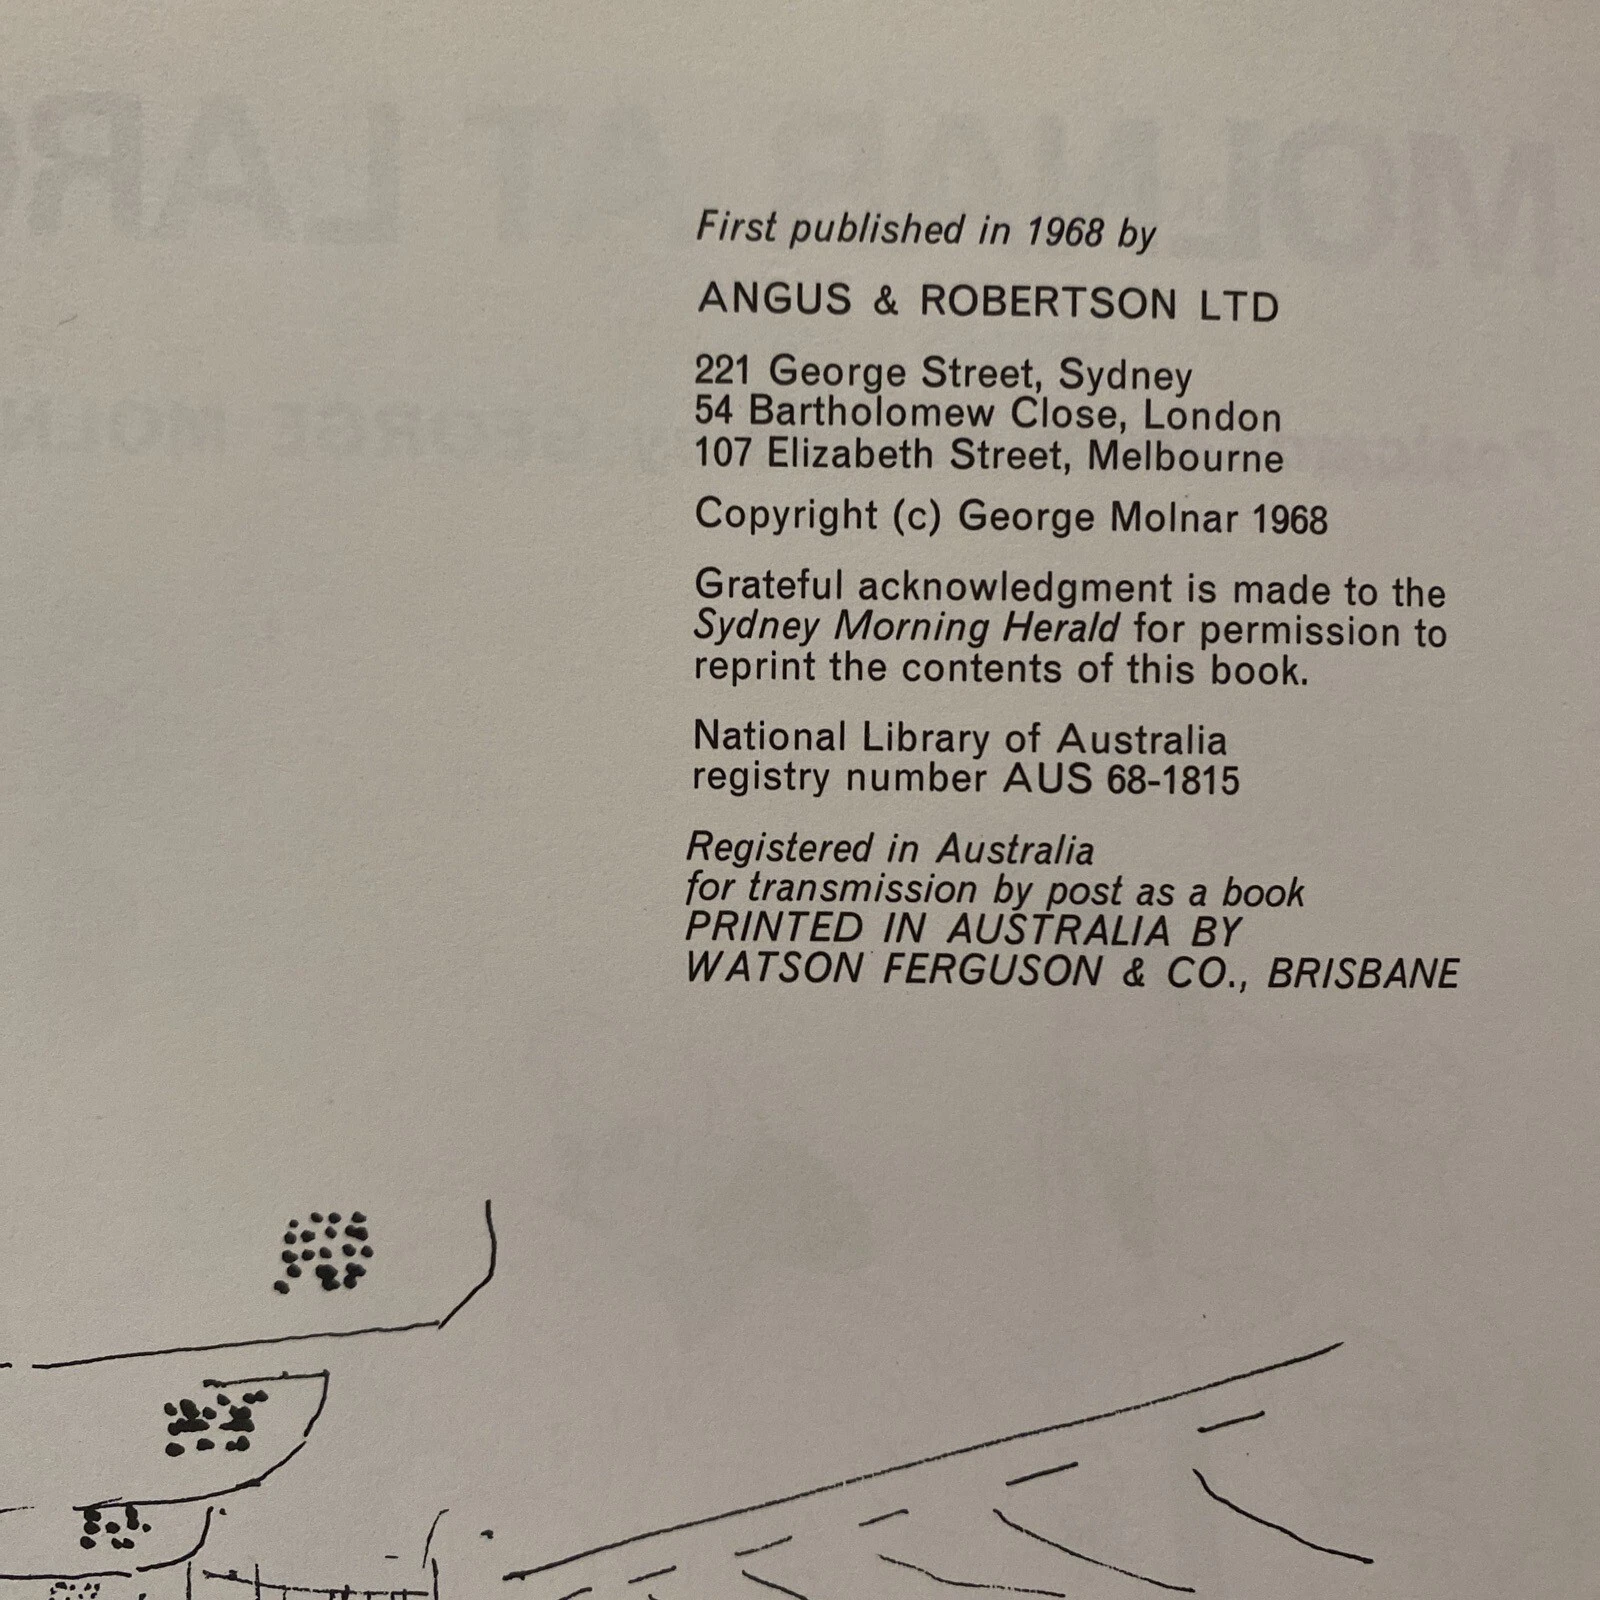 First published in 1968 by
ANGUS & ROBERTSON LTD
221 George Street, Sydney
54 Bartholomew Close, London
107 Elizabeth Street, Melbourne
Copyright (c) George Molnar 1968
Grateful acknowledgment is made to the
Sydney Morning Herald for permission to
reprint the contents of this book.
National Library of Australia
registry number AUS 68-1815
Registered in Australia
for transmission by post as a book
PRINTED IN AUSTRALIA BY
WATSON FERGUSON & CO., BRISBANE